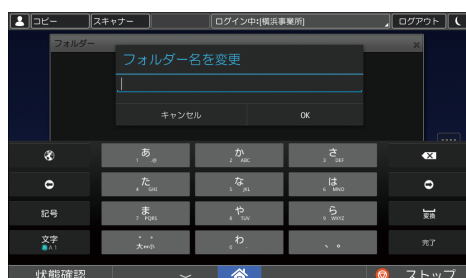 コピー スキャナー ログイン中:[横浜事業所] ログアウト
フォルダー
フォルダー名を変更
キャンセル OK
あ か さ
1 .@ 2 ABC 3 DEF
た な は
4 GHI 5 JKL 6 MNO
記号 ま や ら 変換
7 PQRS 8 TUV 9 WXYZ
文字 大⟷小 わ 、。 完了
A 1 0
状態確認 ストップ